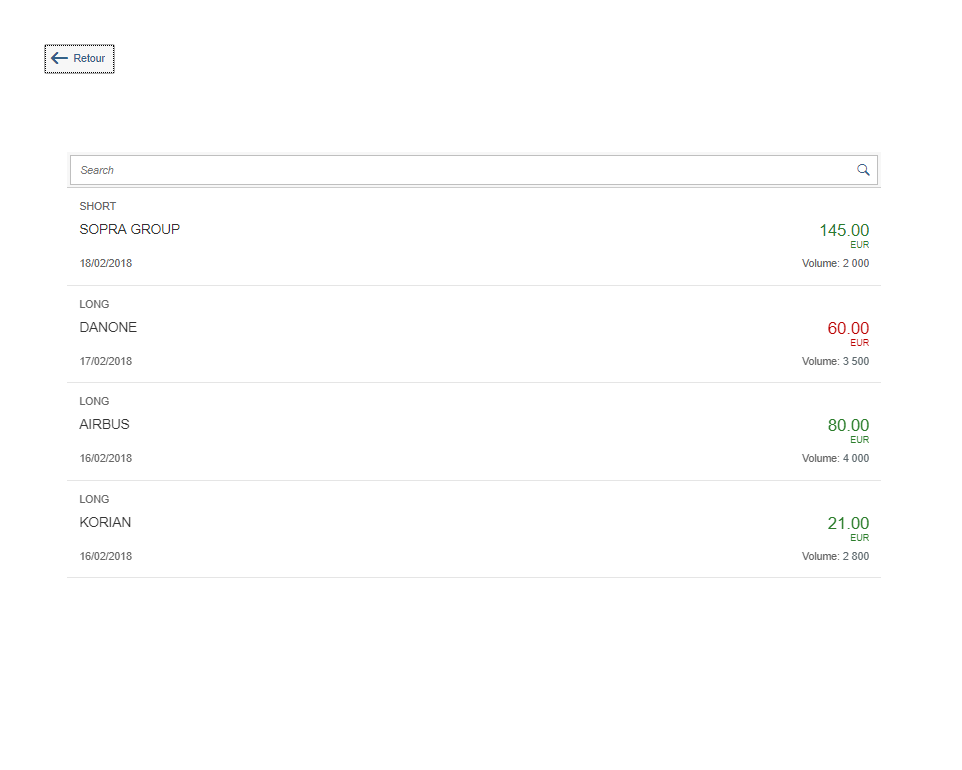 Retour
Search
SHORT
SOPRA GROUP
145.00
EUR
18/02/2018
Volume: 2 000
LONG
DANONE
60.00
EUR
17/02/2018
Volume: 3 500
LONG
AIRBUS
80.00
EUR
16/02/2018
Volume: 4 000
LONG
KORIAN
21.00
EUR
16/02/2018
Volume: 2 800